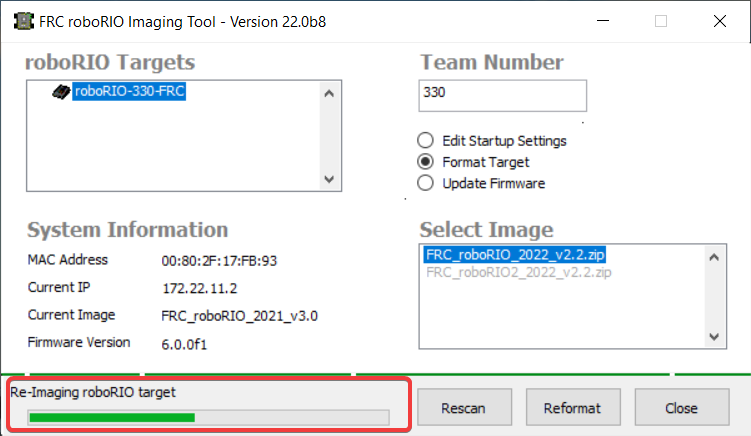 FRC roboRIO Imaging Tool - Version 22.0b8
roboRIO Targets
roboRIO-330-FRC
Team Number
330
Edit Startup Settings
Format Target
Update Firmware
System Information
MAC Address 00:80:2F:17:FB:93
Current IP 172.22.11.2
Current Image FRC_roboRIO_2021_v3.0
Firmware Version 6.0.0f1
Select Image
FRC_roboRIO_2022_v2.2.zip
FRC_roboRIO2_2022_v2.2.zip
Re-Imaging roboRIO target
Rescan
Reformat
Close